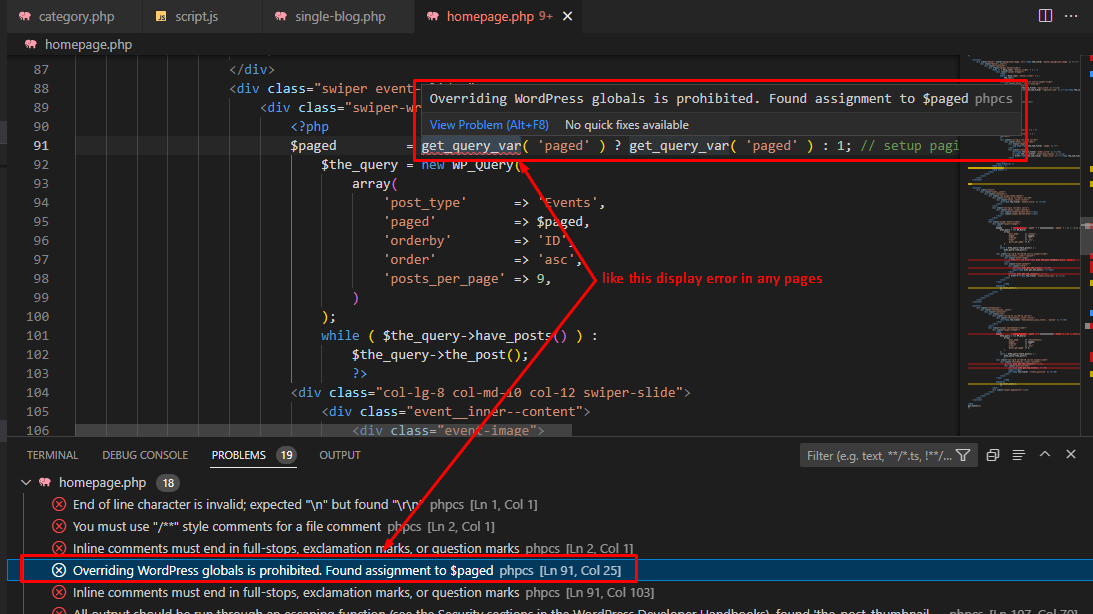 category.php
script.js
single-blog.php
homepage.php 9+
homepage.php
87 </div>
88 <div class="swiper event-
89 <div class="swiper-wr
90 <?php
91 $paged = get_query_var( 'paged' ) ? get_query_var( 'paged' ) : 1; // setup pagi
Overriding WordPress globals is prohibited. Found assignment to $paged phpcs
View Problem (Alt+F8) No quick fixes available
92 $the_query = new WP_Query(
93 array(
94 'post_type' => 'Events',
95 'paged' => $paged,
96 'orderby' => 'ID',
97 'order' => 'asc',
98 'posts_per_page' => 9,
like this display error in any pages
99 )
100 );
101 while ( $the_query->have_posts() ) :
102 $the_query->the_post();
103 ?>
104 <div class="col-lg-8 col-md-10 col-12 swiper-slide">
105 <div class="event__inner--content">
106 <div class="event-image">
TERMINAL DEBUG CONSOLE PROBLEMS 19 OUTPUT
Filter (e.g. text, **/*.ts, !**/...
homepage.php 18
End of line character is invalid; expected "\n" but found "\r\n" phpcs [Ln 1, Col 1]
You must use "/**" style comments for a file comment phpcs [Ln 2, Col 1]
Inline comments must end in full-stops, exclamation marks, or question marks phpcs [Ln 2, Col 1]
Overriding WordPress globals is prohibited. Found assignment to $paged phpcs [Ln 91, Col 25]
Inline comments must end in full-stops, exclamation marks, or question marks phpcs [Ln 91, Col 103]
All output should be run through an escaping function (see the Security sections in the WordPress Developer Handbooks), found 'the_post_thumbnail... phpcs [Ln 107, Col 70]